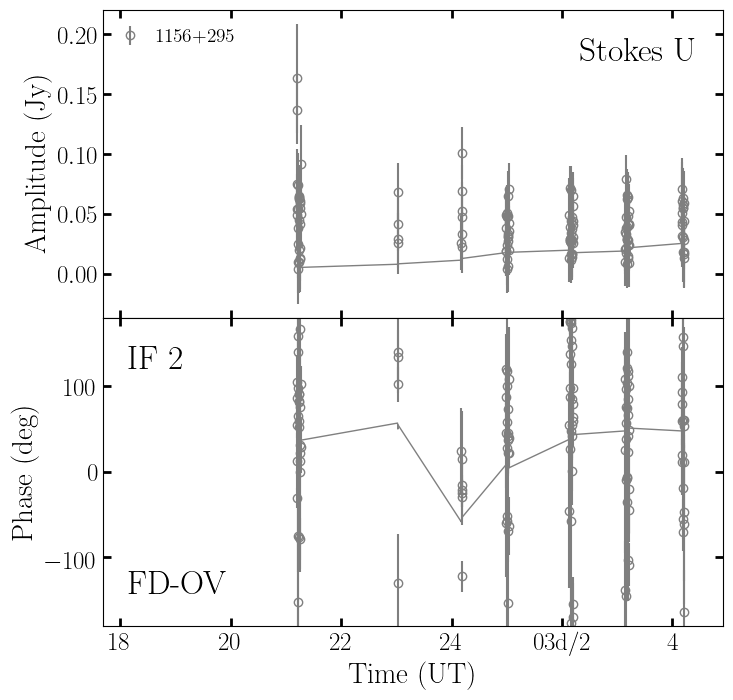 0.20
0.15
0.10
0.05
0.00
Amplitude (Jy)
1156+295
Stokes U
100
0
−100
Phase (deg)
IF 2
FD-OV
18 20 22 24 03d/2 4
Time (UT)